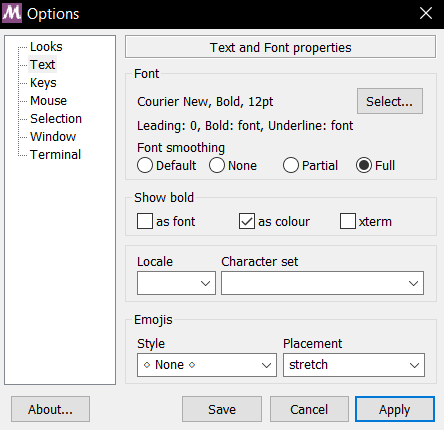 Options
Looks
Text
Keys
Mouse
Selection
Window
Terminal
Text and Font properties
Font
Courier New, Bold, 12pt
Select...
Leading: 0, Bold: font, Underline: font
Font smoothing
Default None Partial Full
Show bold
as font as colour xterm
Locale Character set
Emojis
Style Placement
◇ None ◇ stretch
About... Save Cancel Apply